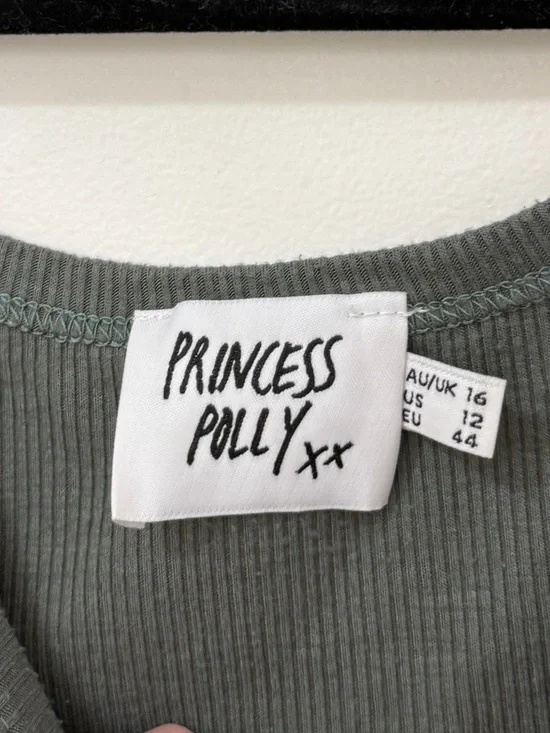 PRINCESS
POLLY xx
AU/UK 16
US 12
EU 44